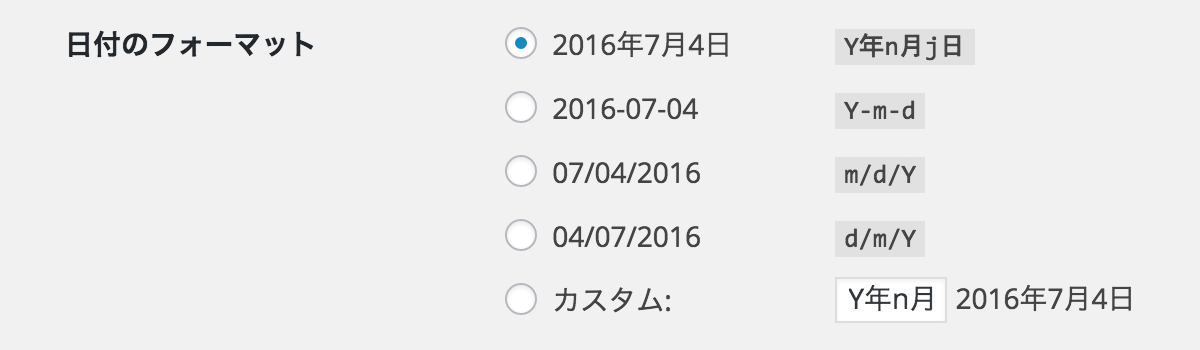 日付のフォーマット 2016年7月4日 Y年n月j日
2016-07-04 Y-m-d
07/04/2016 m/d/Y
04/07/2016 d/m/Y
カスタム: Y年n月 2016年7月4日